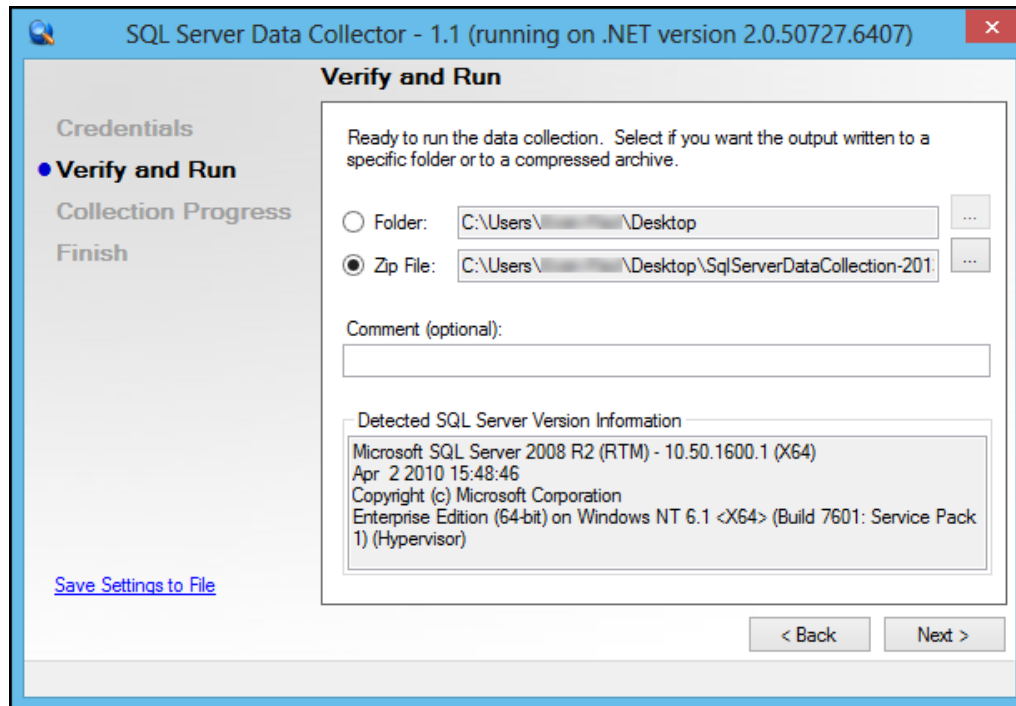 SQL Server Data Collector - 1.1 (running on .NET version 2.0.50727.6407)
Verify and Run
Credentials
Verify and Run
Collection Progress
Finish
Save Settings to File
Ready to run the data collection. Select if you want the output written to a
specific folder or to a compressed archive.
Folder: C:\Users\ \Desktop ...
Zip File: C:\Users\ \Desktop\SqlServerDataCollection-201 ...
Comment (optional):
Detected SQL Server Version Information
Microsoft SQL Server 2008 R2 (RTM) - 10.50.1600.1 (X64)
Apr 2 2010 15:48:46
Copyright (c) Microsoft Corporation
Enterprise Edition (64-bit) on Windows NT 6.1 <X64> (Build 7601: Service Pack
1) (Hypervisor)
< Back
Next >